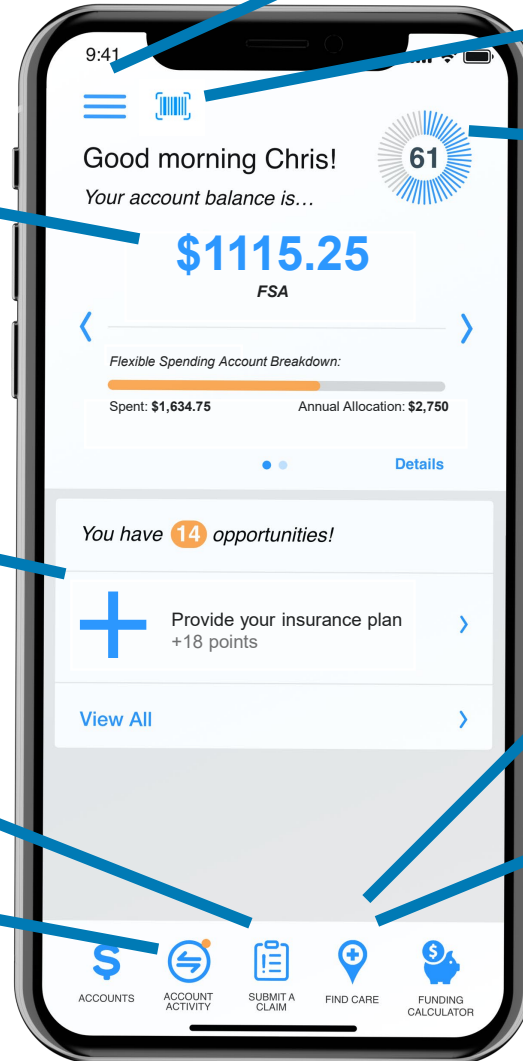 9:41
Good morning Chris!
61
Your account balance is...
$1115.25
FSA
Flexible Spending Account Breakdown:
Spent: $1,634.75 Annual Allocation: $2,750
Details
You have 14 opportunities!
Provide your insurance plan
+18 points
View All
ACCOUNTS
ACCOUNT
ACTIVITY
SUBMIT A
CLAIM
FIND CARE
FUNDING
CALCULATOR